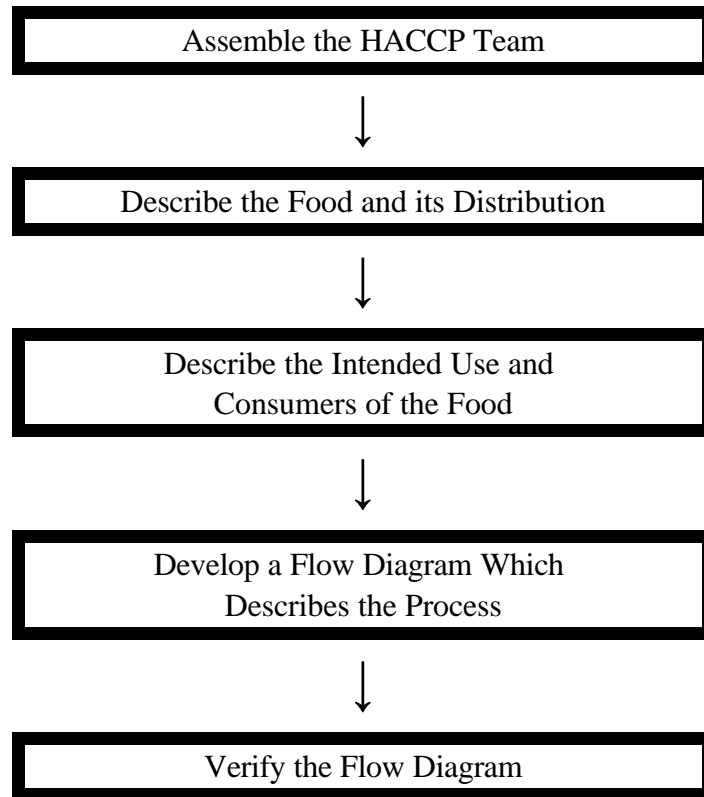 Assemble the HACCP Team
Describe the Food and its Distribution
Describe the Intended Use and
Consumers of the Food
Develop a Flow Diagram Which
Describes the Process
Verify the Flow Diagram